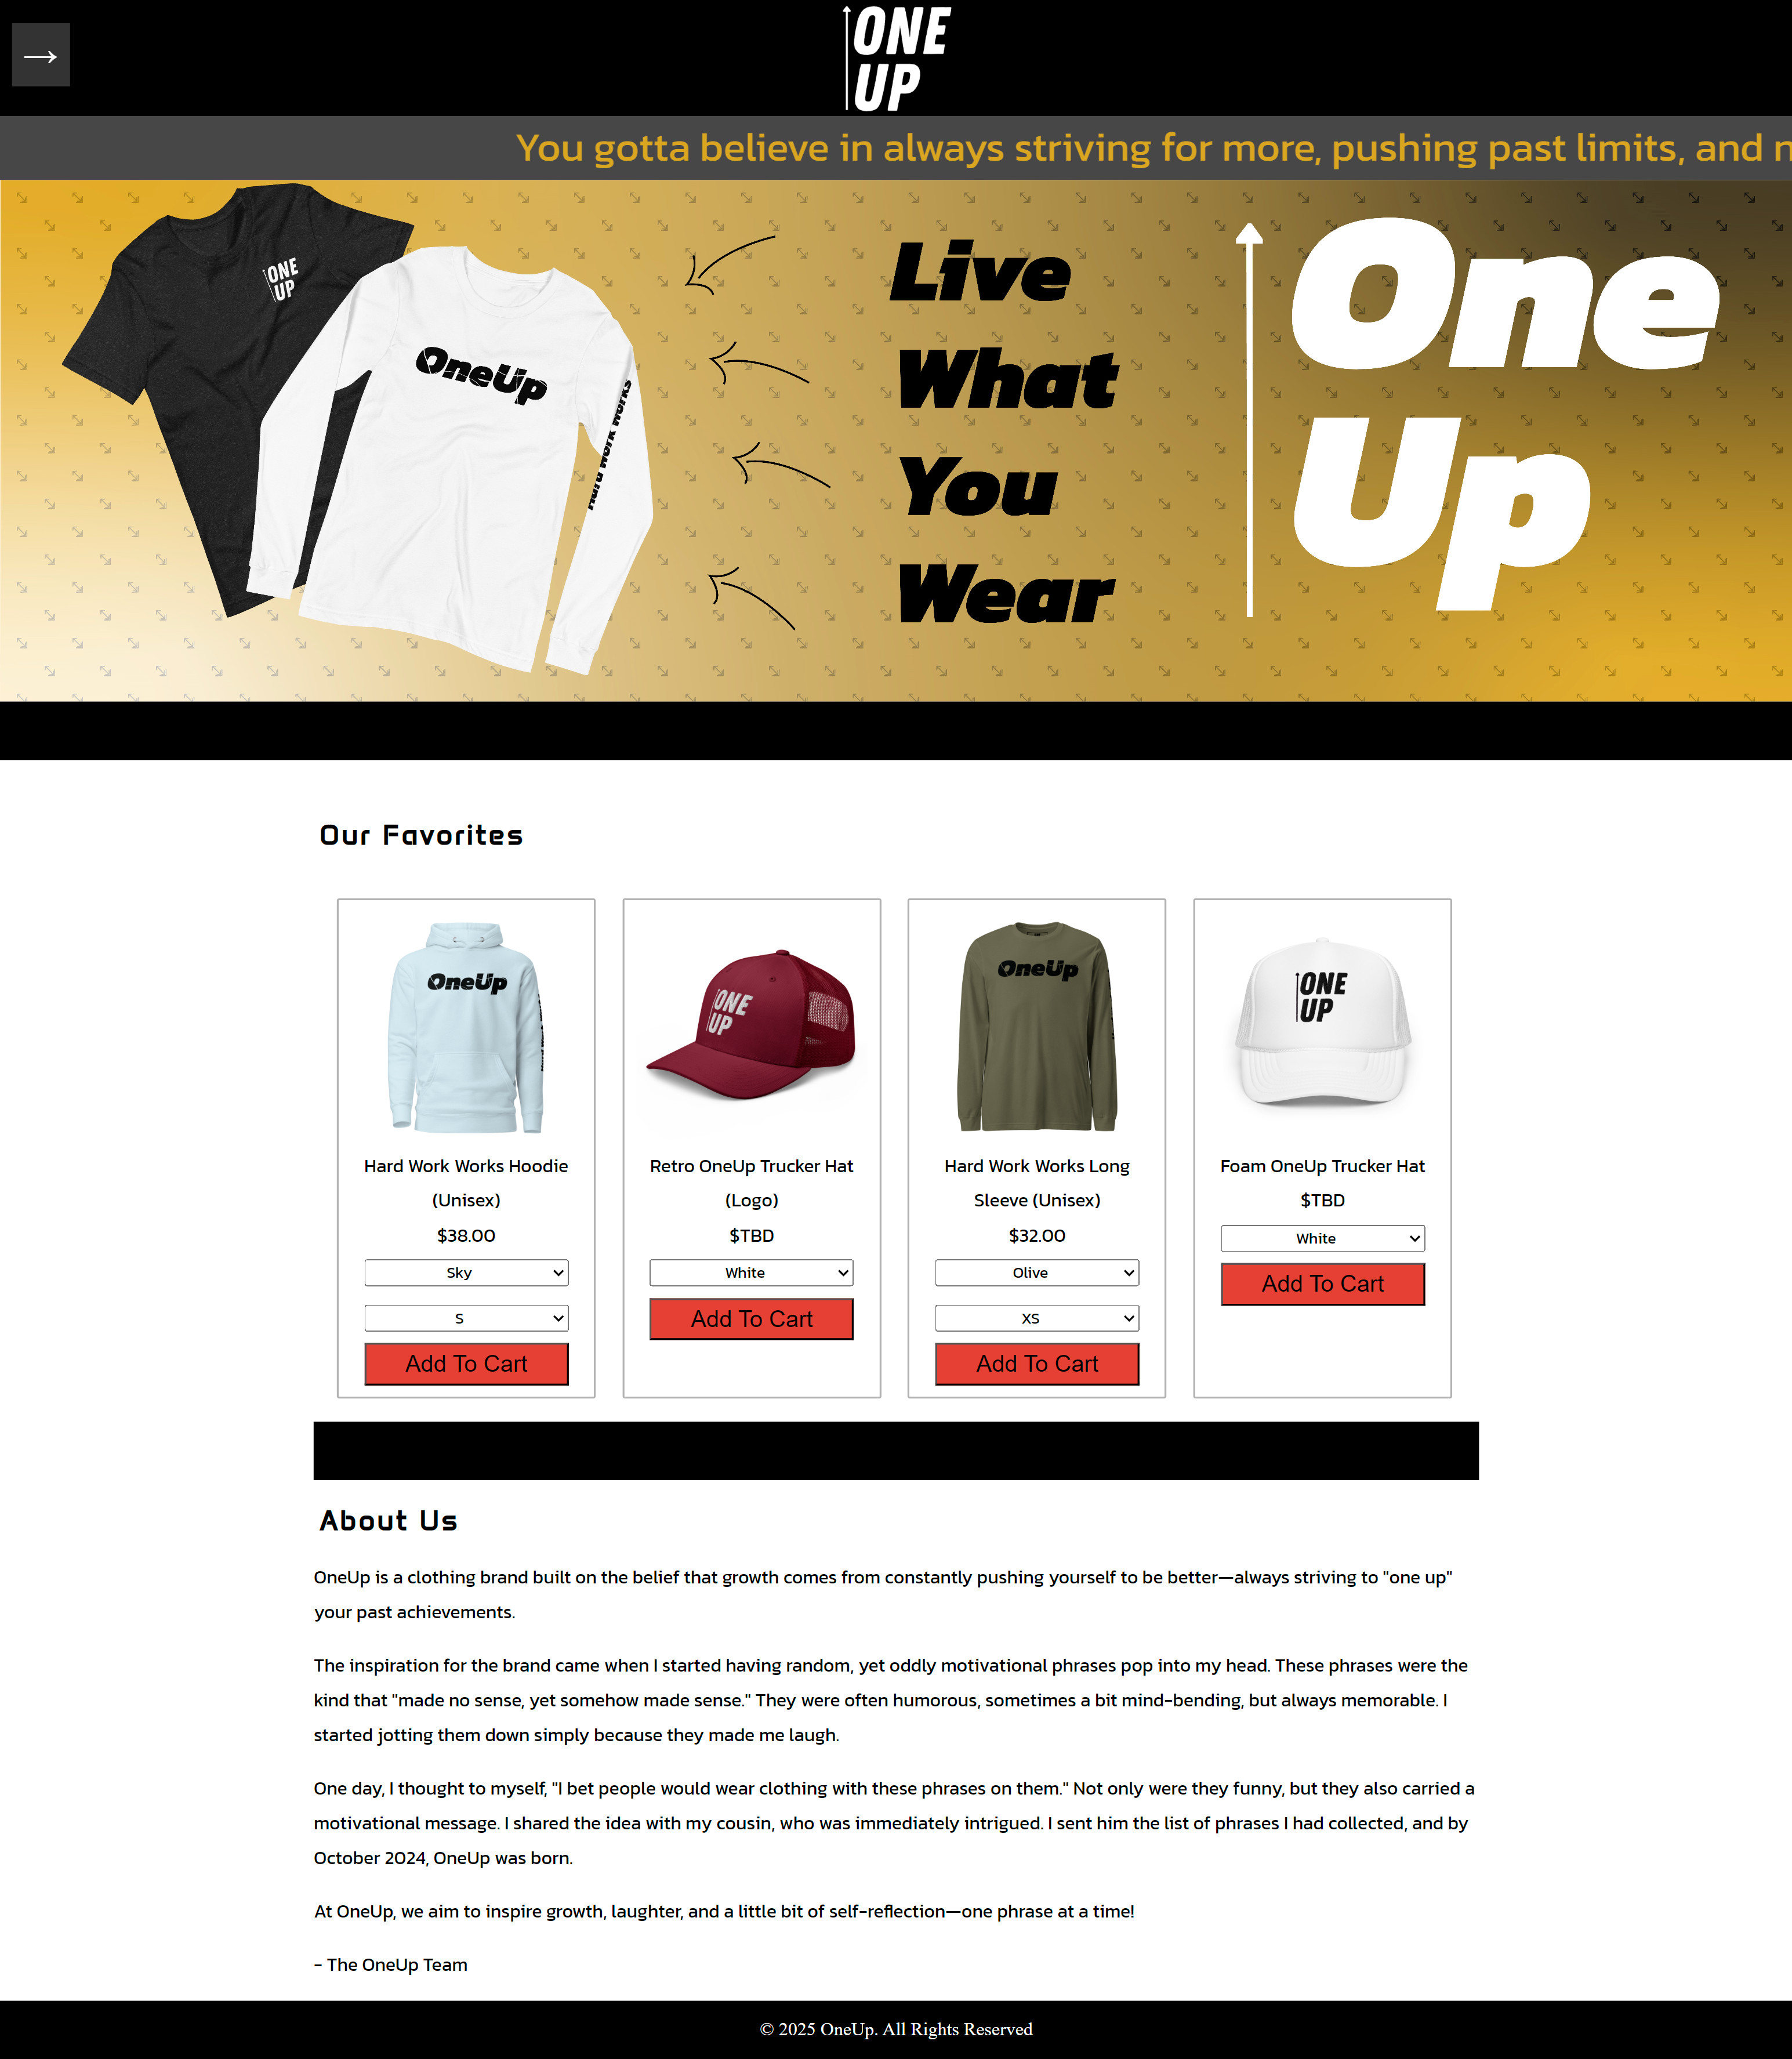 →
ONE
UP
You gotta believe in always striving for more, pushing past limits, and
ONE
UP
OneUp
Hard Work Works
Live
What
You
Wear
One
Up
Our Favorites
OneUp
ONE
UP
OneUp
ONE
UP
Hard Work Works Hoodie
(Unisex)
$38.00
Sky
S
Add To Cart
Retro OneUp Trucker Hat
(Logo)
$TBD
White
Add To Cart
Hard Work Works Long
Sleeve (Unisex)
$32.00
Olive
XS
Add To Cart
Foam OneUp Trucker Hat
$TBD
White
Add To Cart
About Us
OneUp is a clothing brand built on the belief that growth comes from constantly pushing yourself to be better—always striving to "one up"
your past achievements.
The inspiration for the brand came when I started having random, yet oddly motivational phrases pop into my head. These phrases were the
kind that "made no sense, yet somehow made sense." They were often humorous, sometimes a bit mind-bending, but always memorable. I
started jotting them down simply because they made me laugh.
One day, I thought to myself, "I bet people would wear clothing with these phrases on them." Not only were they funny, but they also carried a
motivational message. I shared the idea with my cousin, who was immediately intrigued. I sent him the list of phrases I had collected, and by
October 2024, OneUp was born.
At OneUp, we aim to inspire growth, laughter, and a little bit of self-reflection—one phrase at a time!
- The OneUp Team
© 2025 OneUp. All Rights Reserved